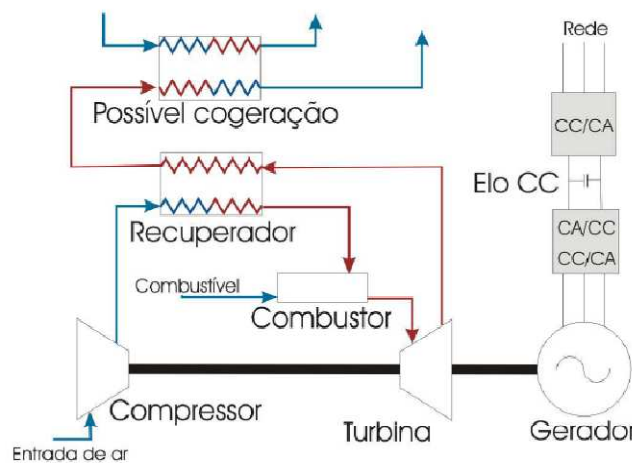 Rede
CC/CA
Possível cogeração
Elo CC
CA/CC
CC/CA
Recuperador
Combustível
Combustor
Compressor
Turbina
Gerador
Entrada de ar